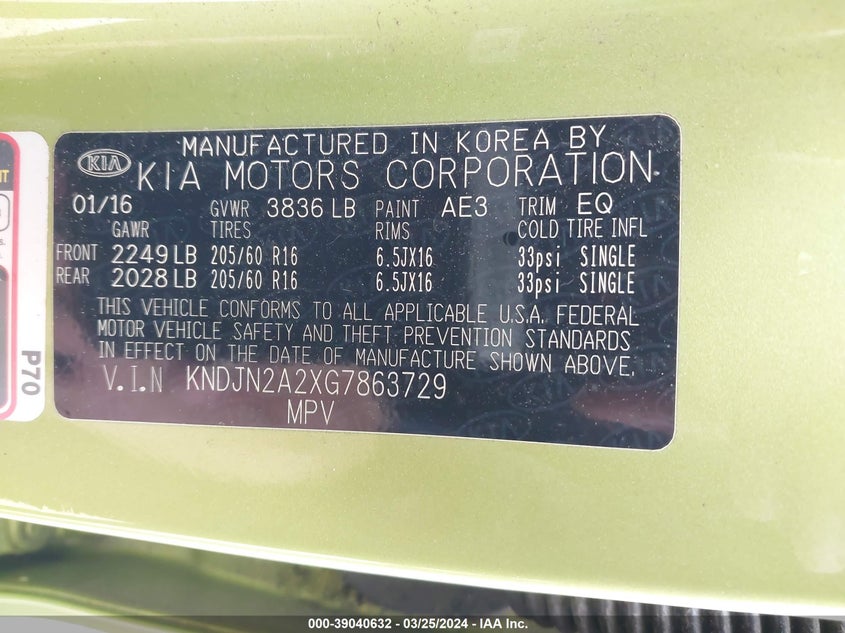 MANUFACTURED IN KOREA BY
KIA KIA MOTORS CORPORATION
01/16 GVWR 3836 LB PAINT AE3 TRIM EQ
GAWR TIRES RIMS COLD TIRE INFL
FRONT 2249 LB 205/60 R16 6.5JX16 33psi SINGLE
REAR 2028 LB 205/60 R16 6.5JX16 33psi SINGLE
THIS VEHICLE CONFORMS TO ALL APPLICABLE U.S.A. FEDERAL
MOTOR VEHICLE SAFETY AND THEFT PREVENTION STANDARDS
IN EFFECT ON THE DATE OF MANUFACTURE SHOWN ABOVE.
V.I.N KNDJN2A2XG7863729
MPV
P70
000-39040632 - 03/25/2024 - IAA Inc.